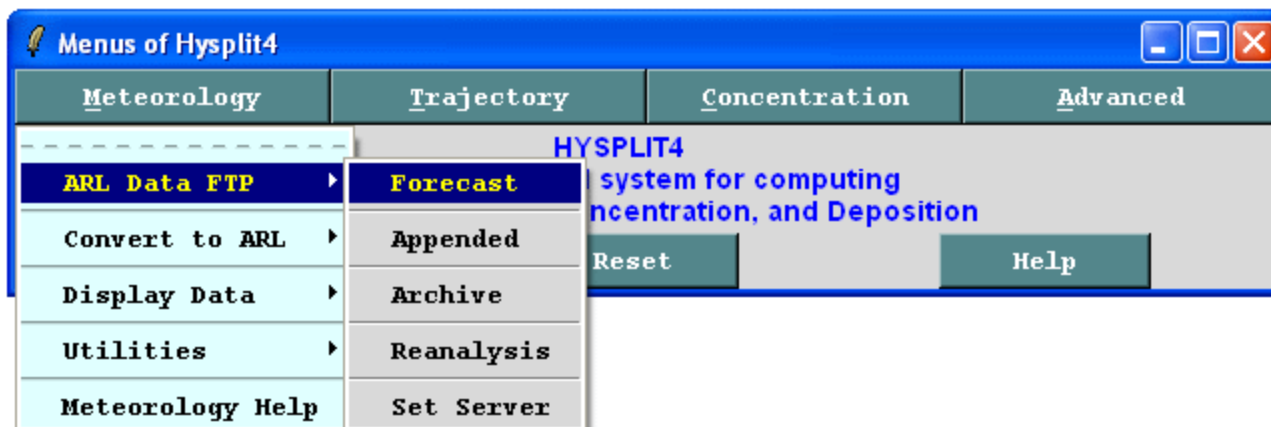 Menus of Hysplit4
Meteorology Trajectory Concentration Advanced
HYSPLIT4
system for computing
ncentration, and Deposition
Reset Help
ARL Data FTP
Convert to ARL
Display Data
Utilities
Meteorology Help
Forecast
Appended
Archive
Reanalysis
Set Server